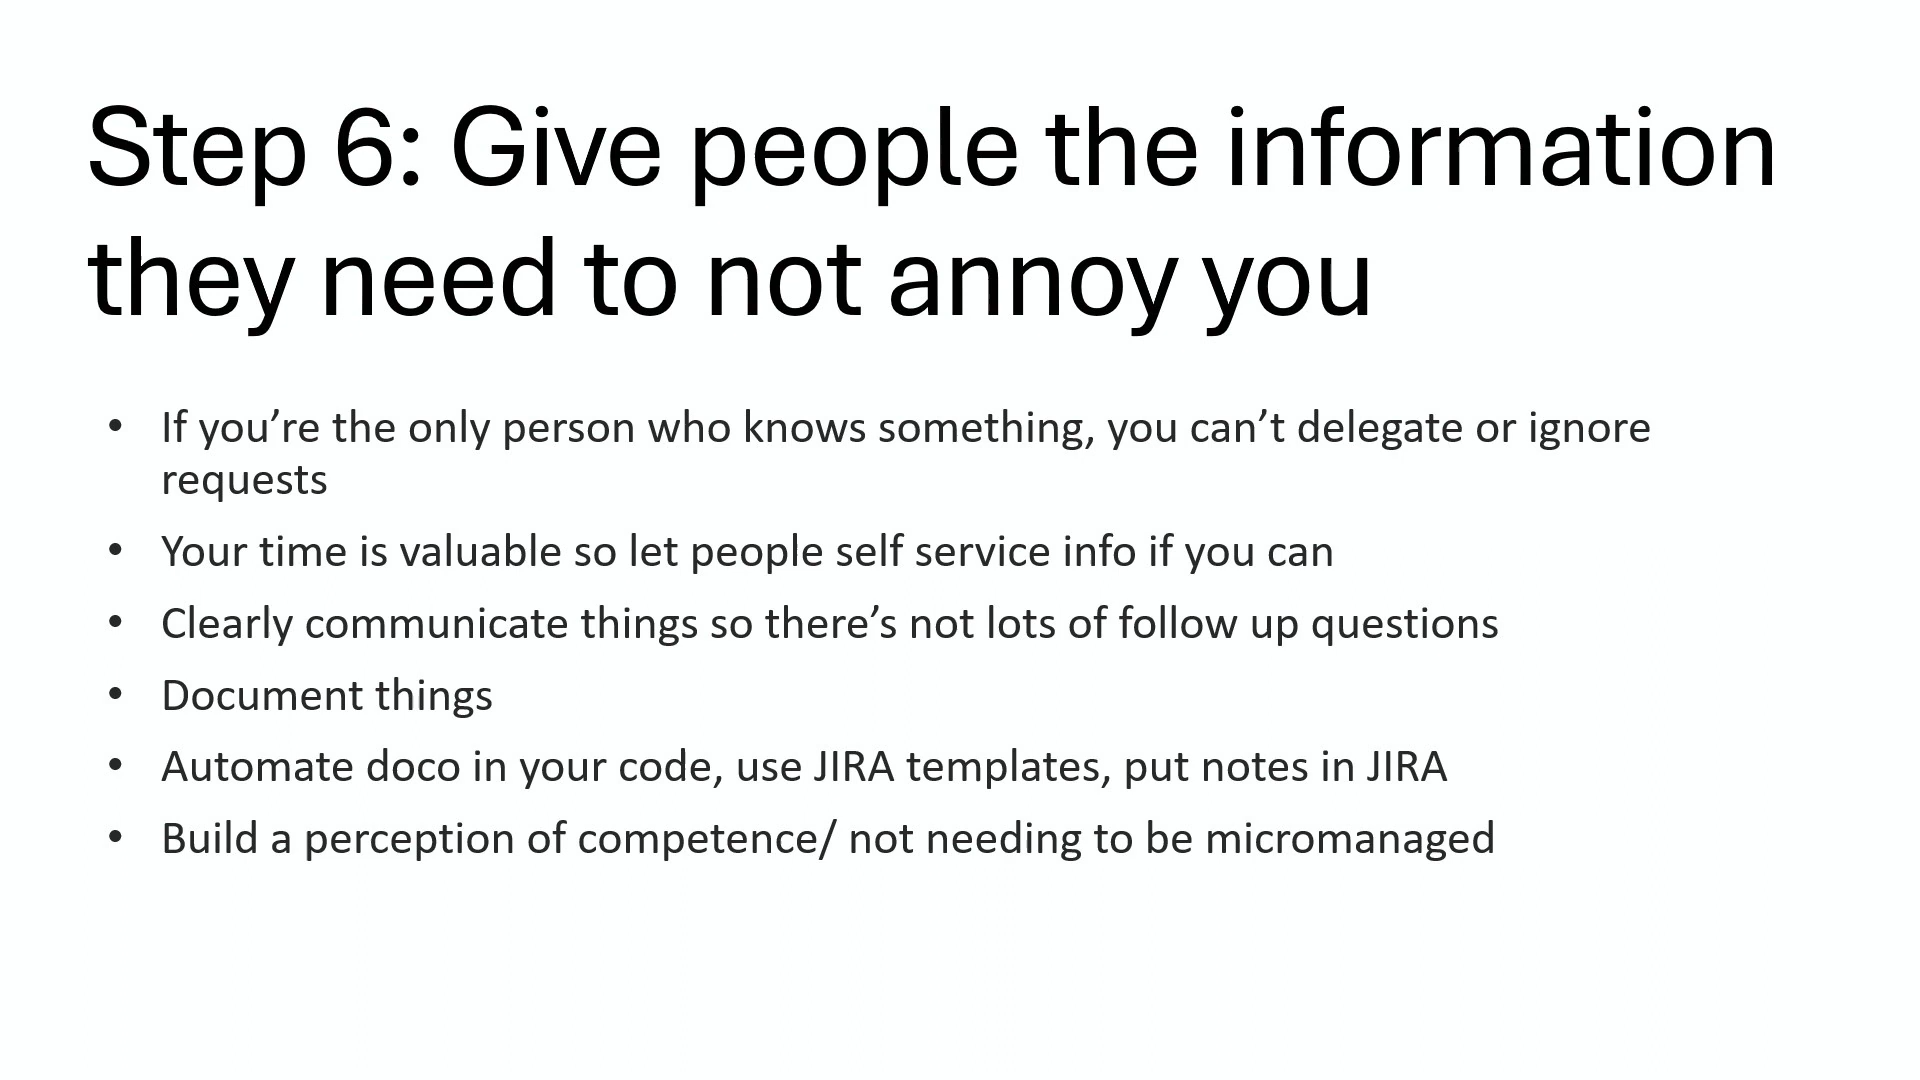 Step 6: Give people the information
they need to not annoy you
• If you’re the only person who knows something, you can’t delegate or ignore
requests
• Your time is valuable so let people self service info if you can
• Clearly communicate things so there’s not lots of follow up questions
• Document things
• Automate doco in your code, use JIRA templates, put notes in JIRA
• Build a perception of competence/ not needing to be micromanaged